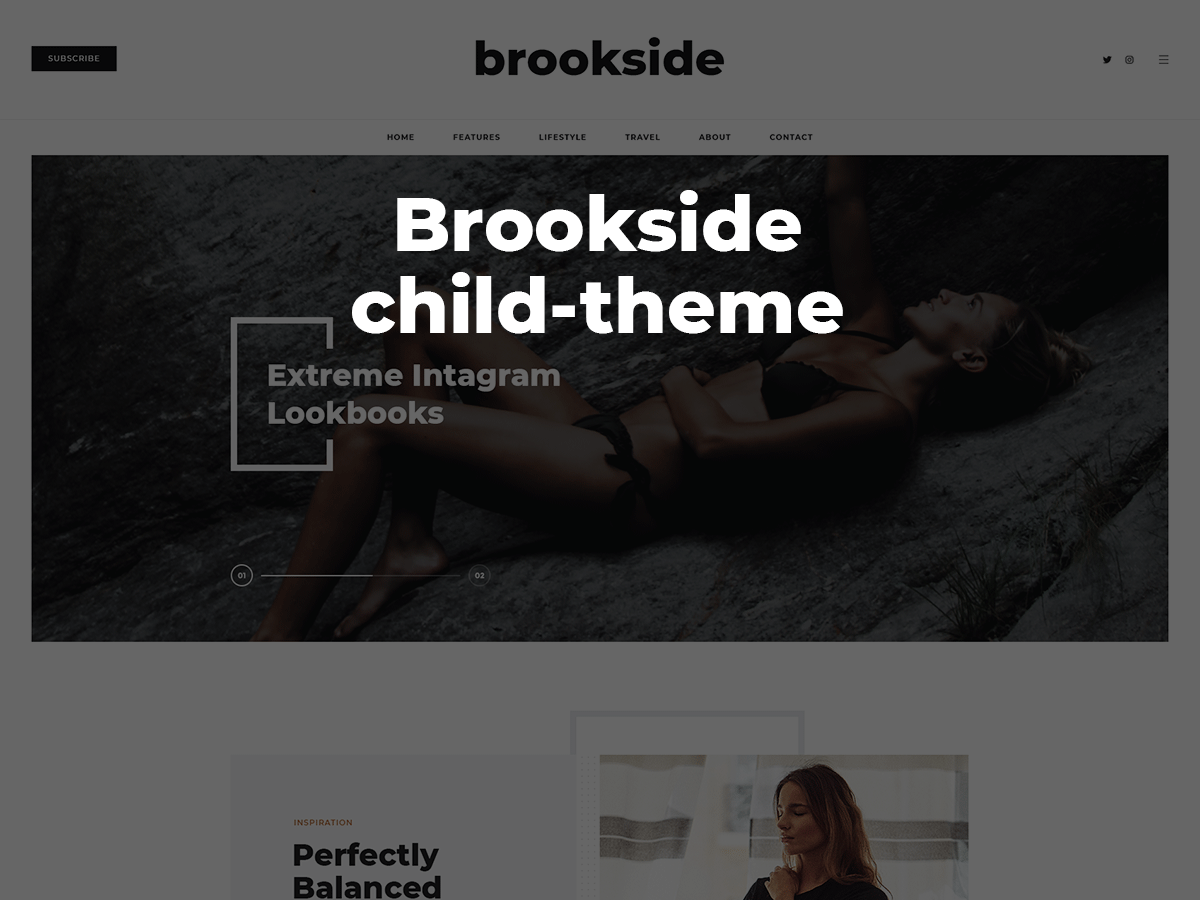 SUBSCRIBE
brookside
HOME FEATURES LIFESTYLE TRAVEL ABOUT CONTACT
Brookside
child-theme
Extreme Intagram
Lookbooks
01 02
INSPIRATION
Perfectly
Balanced